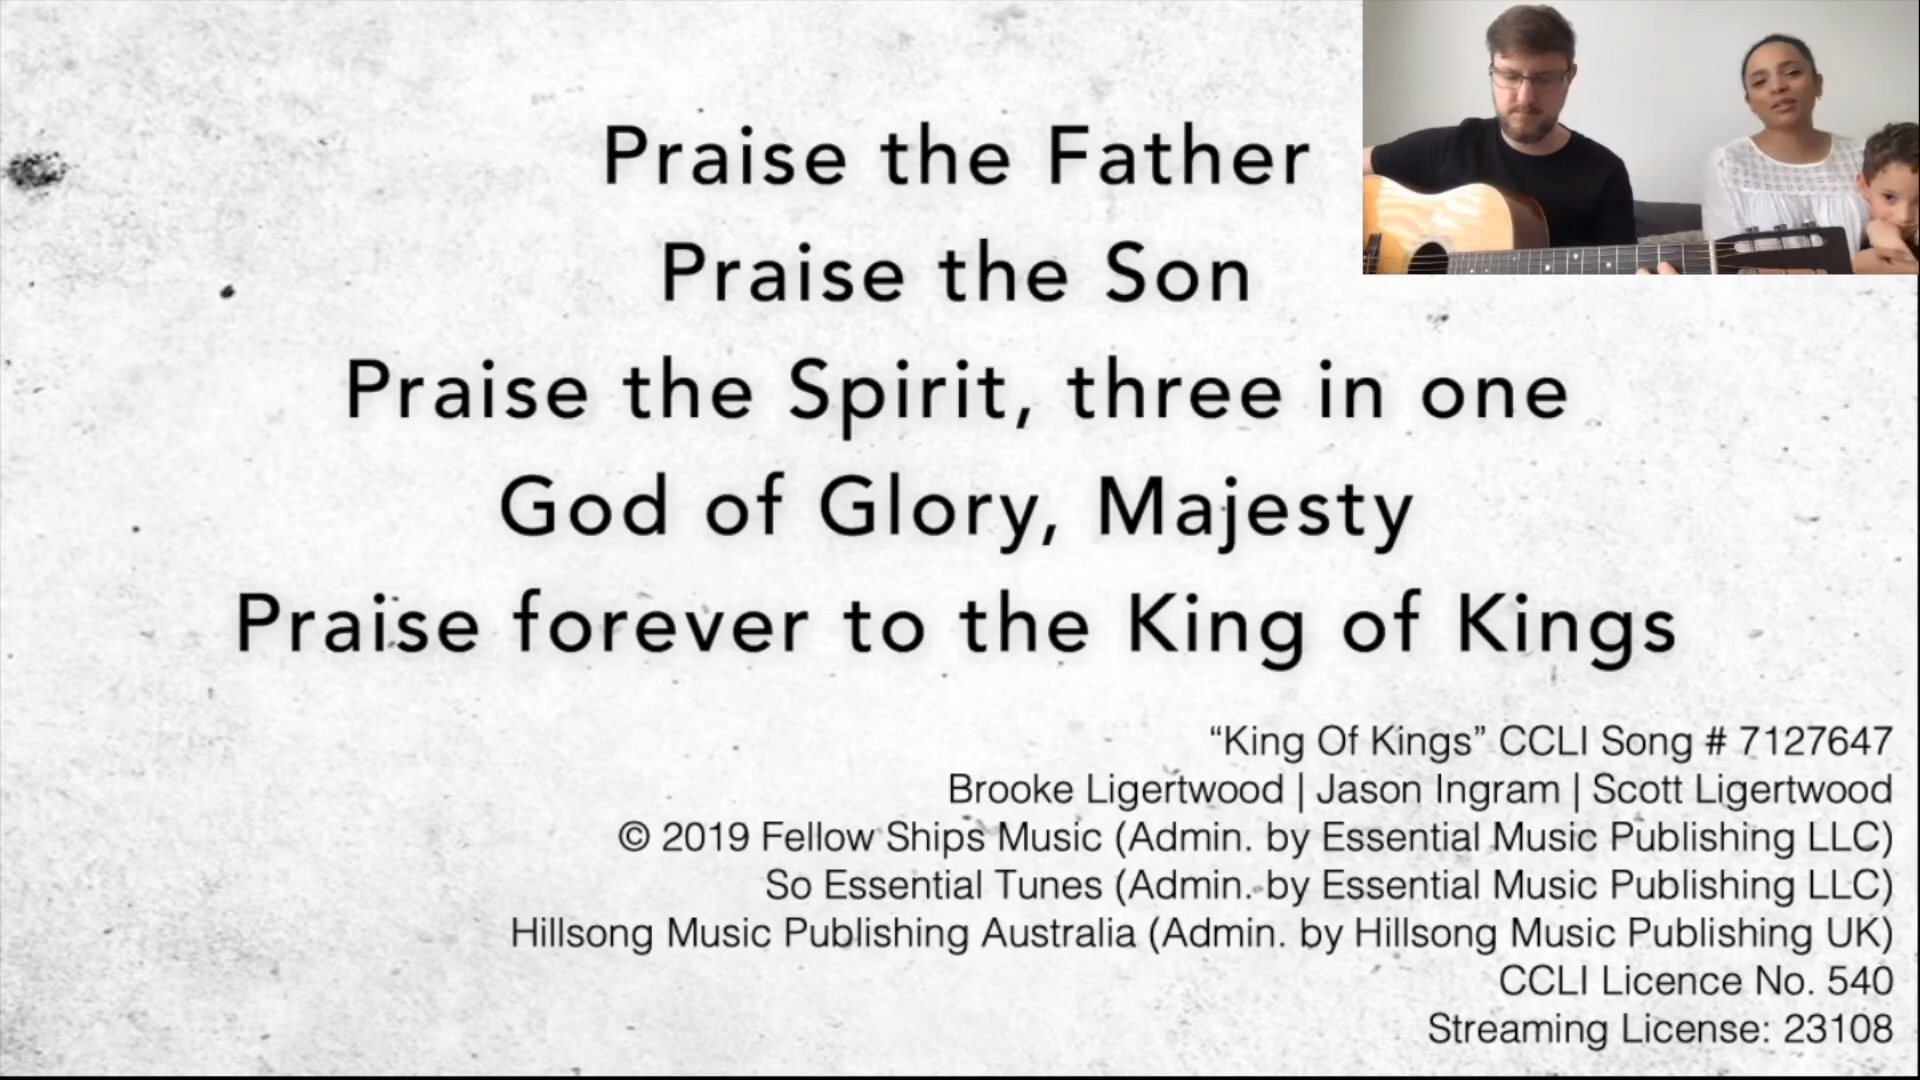 Praise the Father
Praise the Son
Praise the Spirit, three in one
God of Glory, Majesty
Praise forever to the King of Kings
“King Of Kings” CCLI Song # 7127647
Brooke Ligertwood | Jason Ingram | Scott Ligertwood
© 2019 Fellow Ships Music (Admin. by Essential Music Publishing LLC)
So Essential Tunes (Admin. by Essential Music Publishing LLC)
Hillsong Music Publishing Australia (Admin. by Hillsong Music Publishing UK)
CCLI Licence No. 540
Streaming License: 23108